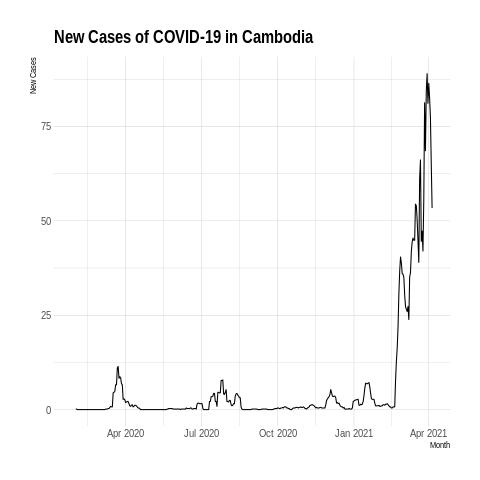 New Cases of COVID-19 in Cambodia
New Cases
75
50
25
0
Apr 2020 Jul 2020 Oct 2020 Jan 2021 Apr 2021
Month